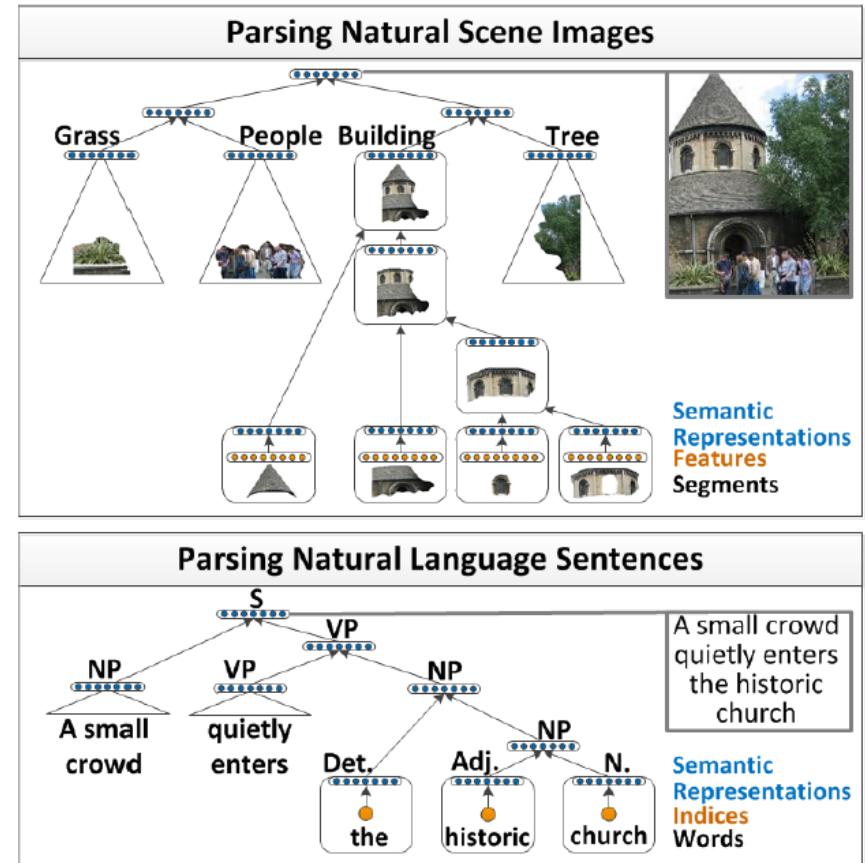 Parsing Natural Scene Images
Grass People Building Tree
Semantic
Representations
Features
Segments
Parsing Natural Language Sentences
S
VP
NP VP NP
A small
crowd
quietly
enters
NP
Det. Adj. N.
the historic church
A small crowd
quietly enters
the historic
church
Semantic
Representations
Indices
Words